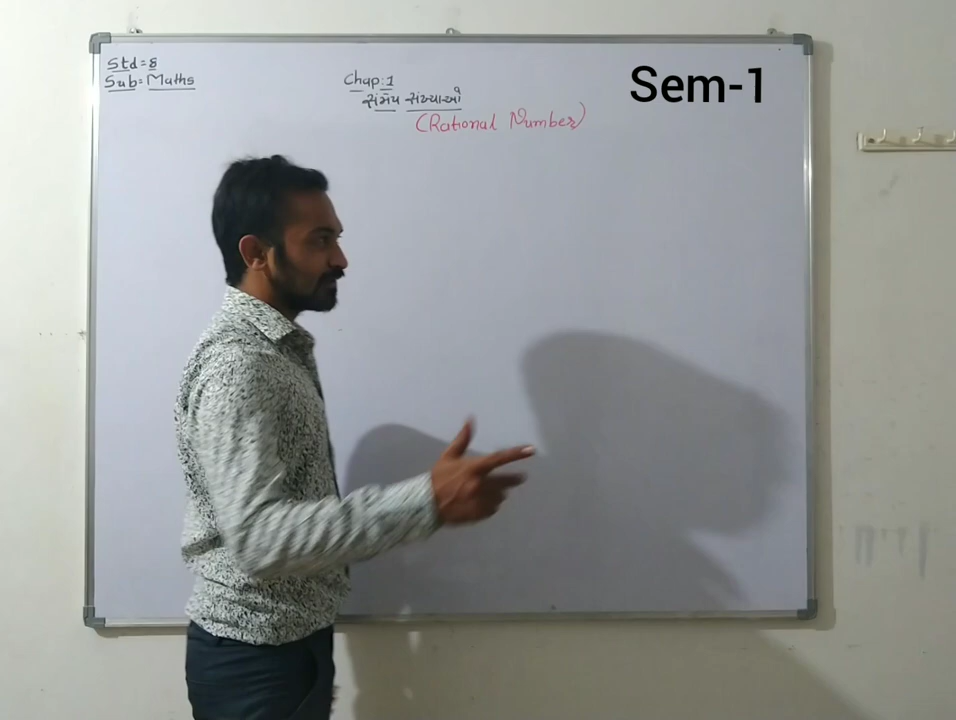 Std = 8
Sub = Maths
Chap:1
સંમેય સંખ્યાઓ
(Rational Number)
Sem-1